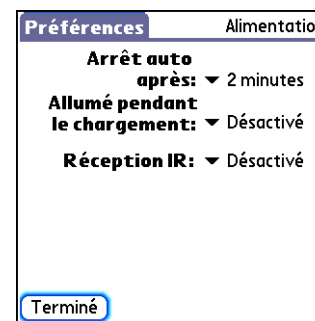 Préférences Alimentatio
Arrêt auto
après: 2 minutes
Allumé pendant
le chargement: Désactivé
Réception IR: Désactivé
Terminé